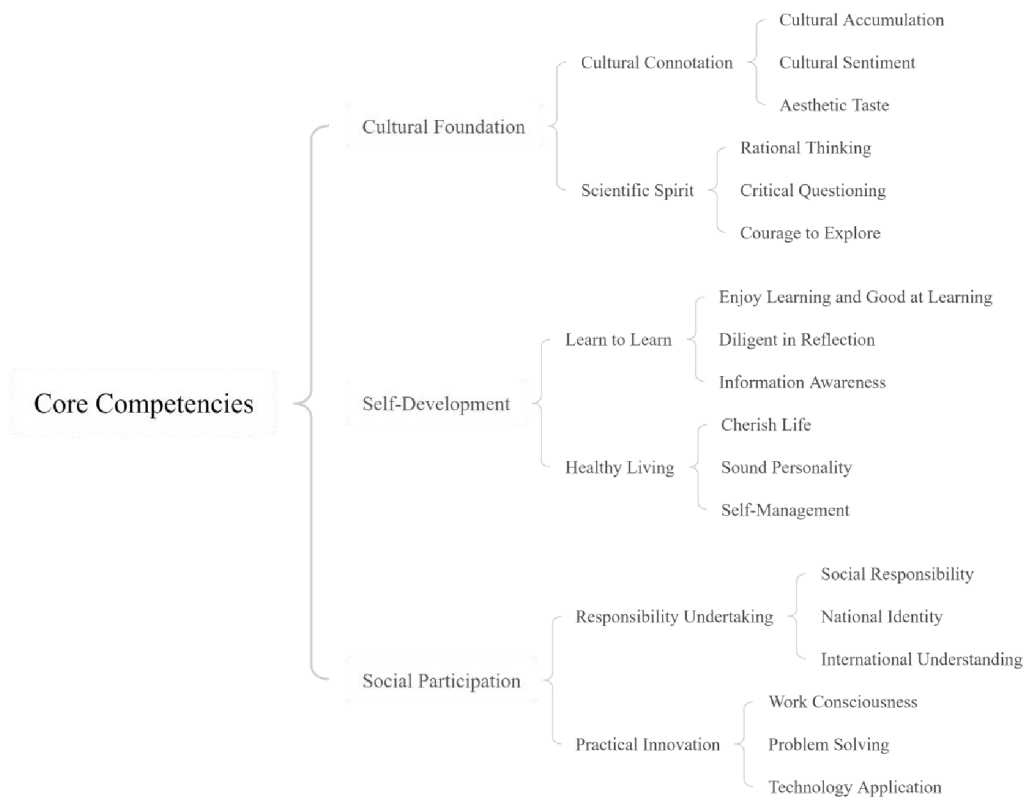 Core Competencies
Cultural Foundation
Cultural Connotation
Cultural Accumulation
Cultural Sentiment
Aesthetic Taste
Scientific Spirit
Rational Thinking
Critical Questioning
Courage to Explore
Self-Development
Learn to Learn
Enjoy Learning and Good at Learning
Diligent in Reflection
Information Awareness
Healthy Living
Cherish Life
Sound Personality
Self-Management
Social Participation
Responsibility Undertaking
Social Responsibility
National Identity
International Understanding
Practical Innovation
Work Consciousness
Problem Solving
Technology Application